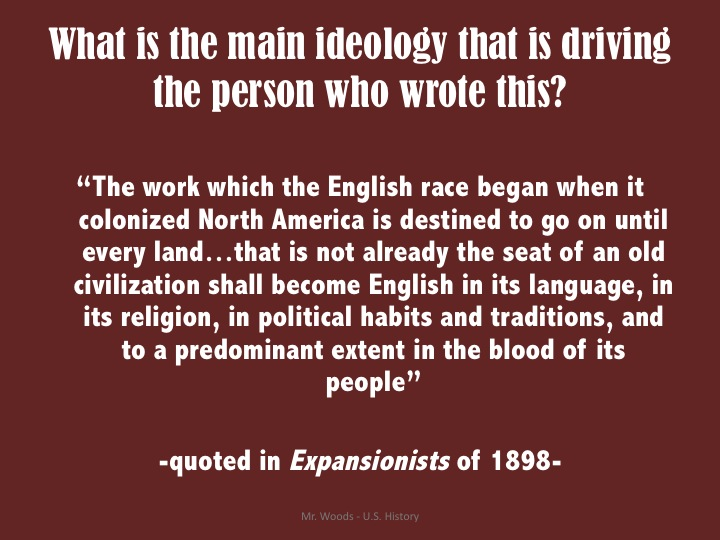 What is the main ideology that is driving
the person who wrote this?
“The work which the English race began when it
colonized North America is destined to go on until
every land…that is not already the seat of an old
civilization shall become English in its language, in
its religion, in political habits and traditions, and
to a predominant extent in the blood of its
people”
-quoted in Expansionists of 1898-
Mr. Woods - U.S. History